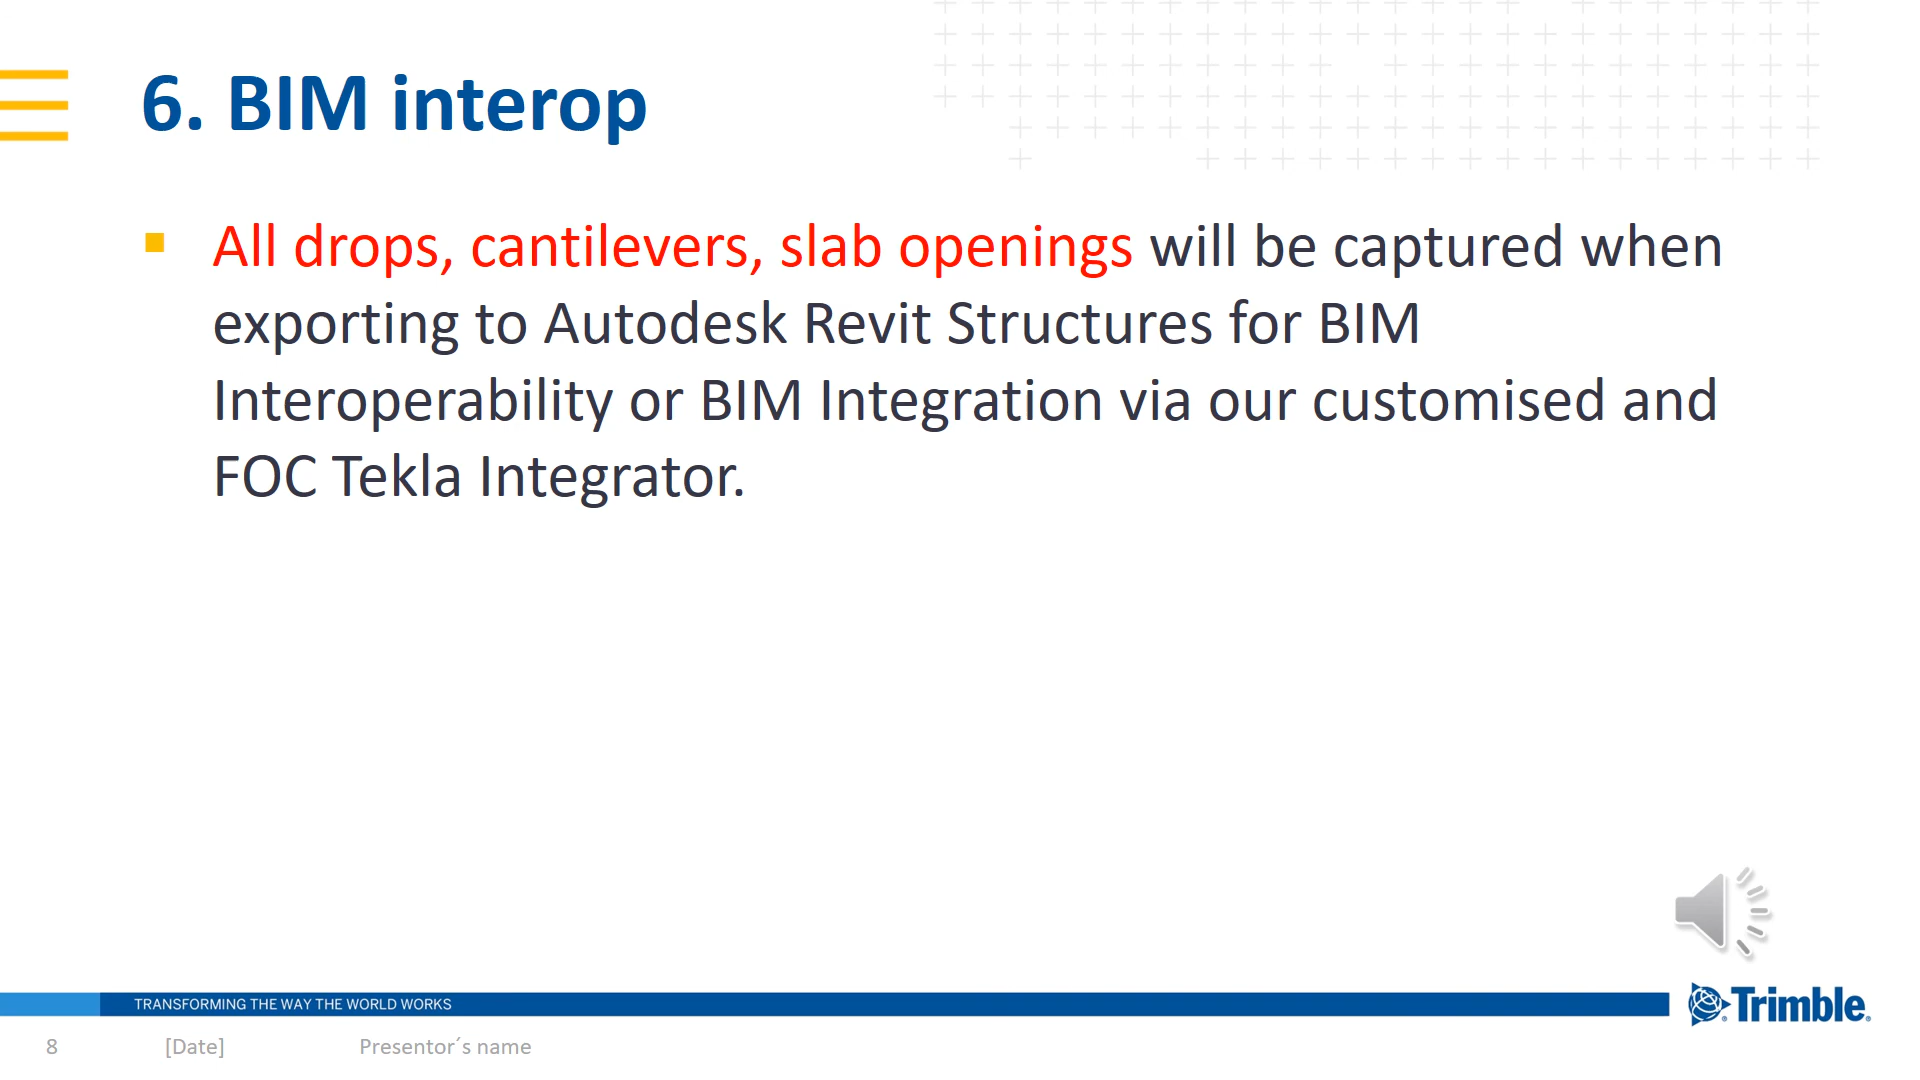 6. BIM interop
All drops, cantilevers, slab openings will be captured when
exporting to Autodesk Revit Structures for BIM
Interoperability or BIM Integration via our customised and
FOC Tekla Integrator.
TRANSFORMING THE WAY THE WORLD WORKS
Trimble®
8 [Date] Presentor´s name